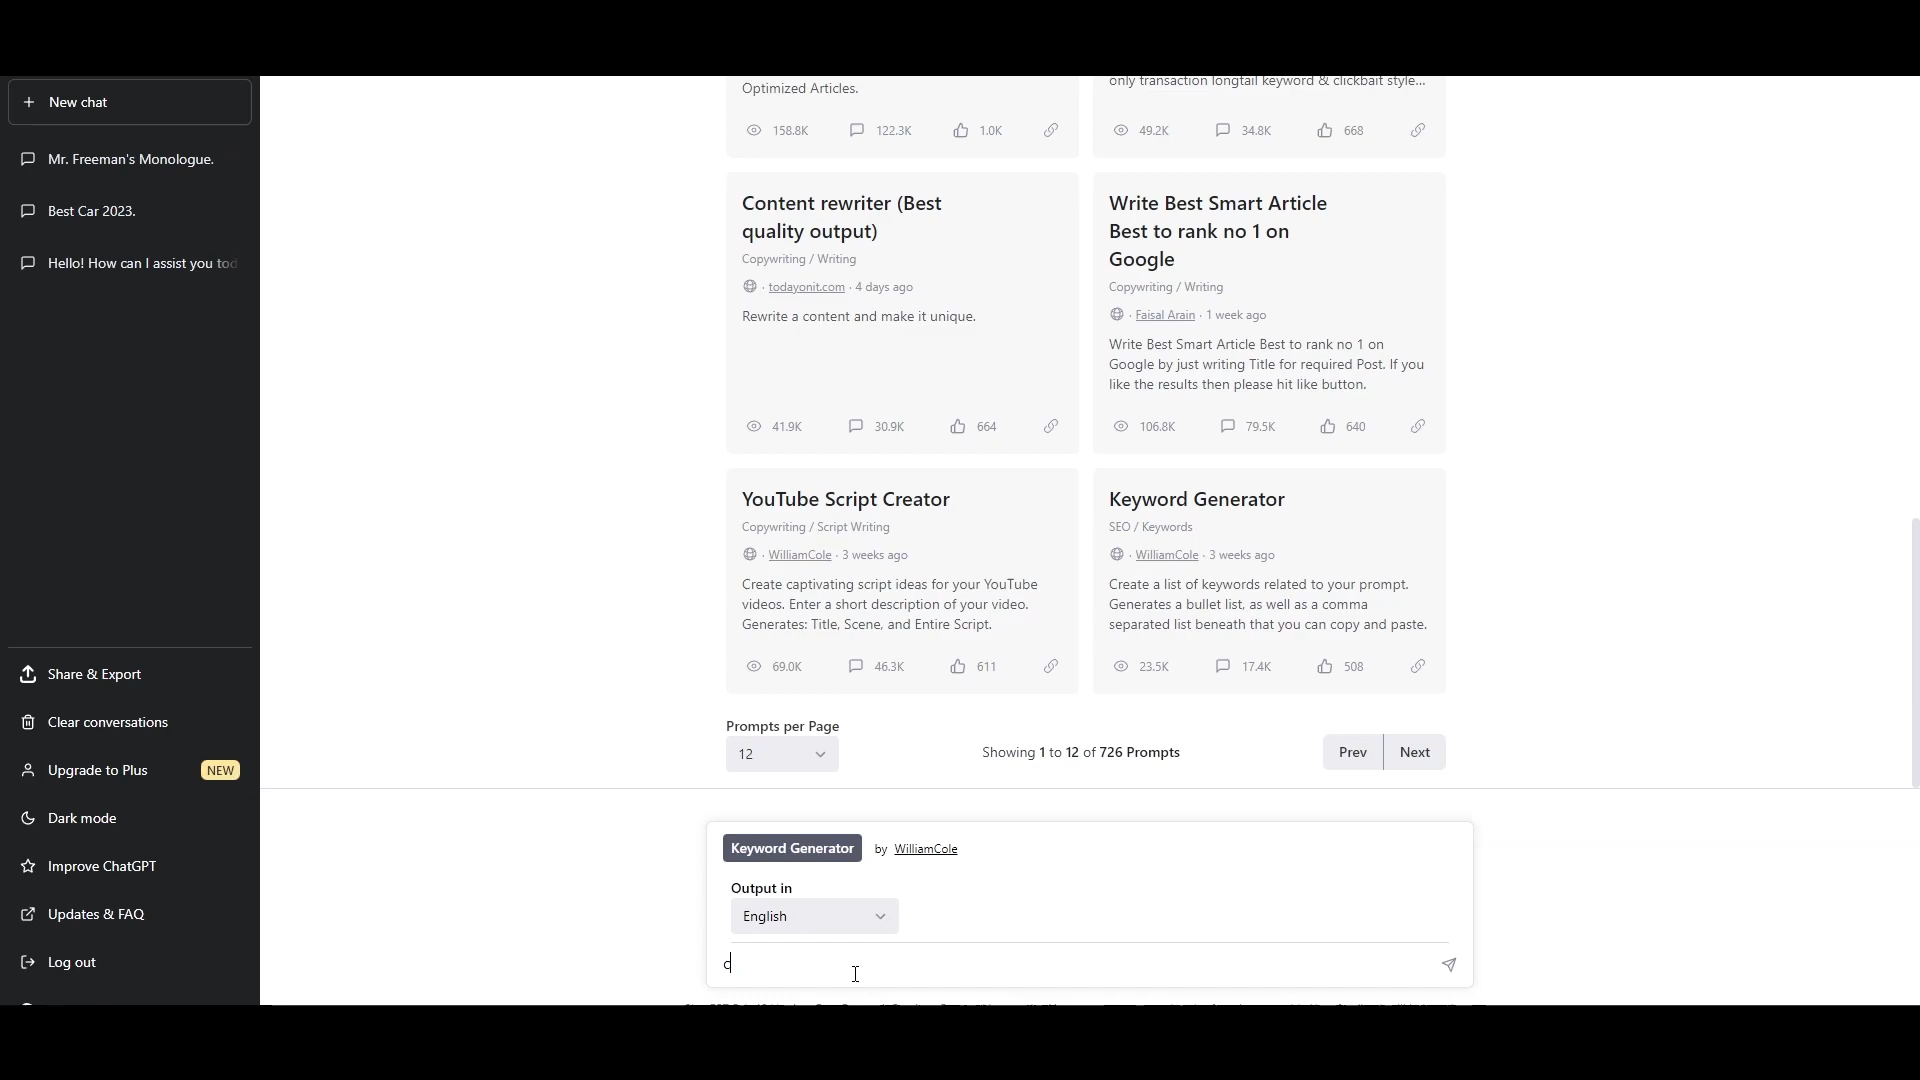 New chat
Mr. Freeman's Monologue.
Best Car 2023.
Hello! How can I assist you tod
Share & Export
Clear conversations
Upgrade to Plus NEW
Dark mode
Improve ChatGPT
Updates & FAQ
Log out
Optimized Articles.
158.8K 122.3K 1.0K
only transaction longtail keyword & clickbait style...
49.2K 34.8K 668
Content rewriter (Best
quality output)
Copywriting / Writing
· todayonit.com · 4 days ago
Rewrite a content and make it unique.
41.9K 30.9K 664
Write Best Smart Article
Best to rank no 1 on
Google
Copywriting / Writing
· Faisal Arain · 1 week ago
Write Best Smart Article Best to rank no 1 on
Google by just writing Title for required Post. If you
like the results then please hit like button.
106.8K 79.5K 640
YouTube Script Creator
Copywriting / Script Writing
· WilliamCole · 3 weeks ago
Create captivating script ideas for your YouTube
videos. Enter a short description of your video.
Generates: Title, Scene, and Entire Script.
69.0K 46.3K 611
Keyword Generator
SEO / Keywords
· WilliamCole · 3 weeks ago
Create a list of keywords related to your prompt.
Generates a bullet list, as well as a comma
separated list beneath that you can copy and paste.
23.5K 17.4K 508
Prompts per Page
12
Showing 1 to 12 of 726 Prompts
Prev Next
Keyword Generator by WilliamCole
Output in
English
c